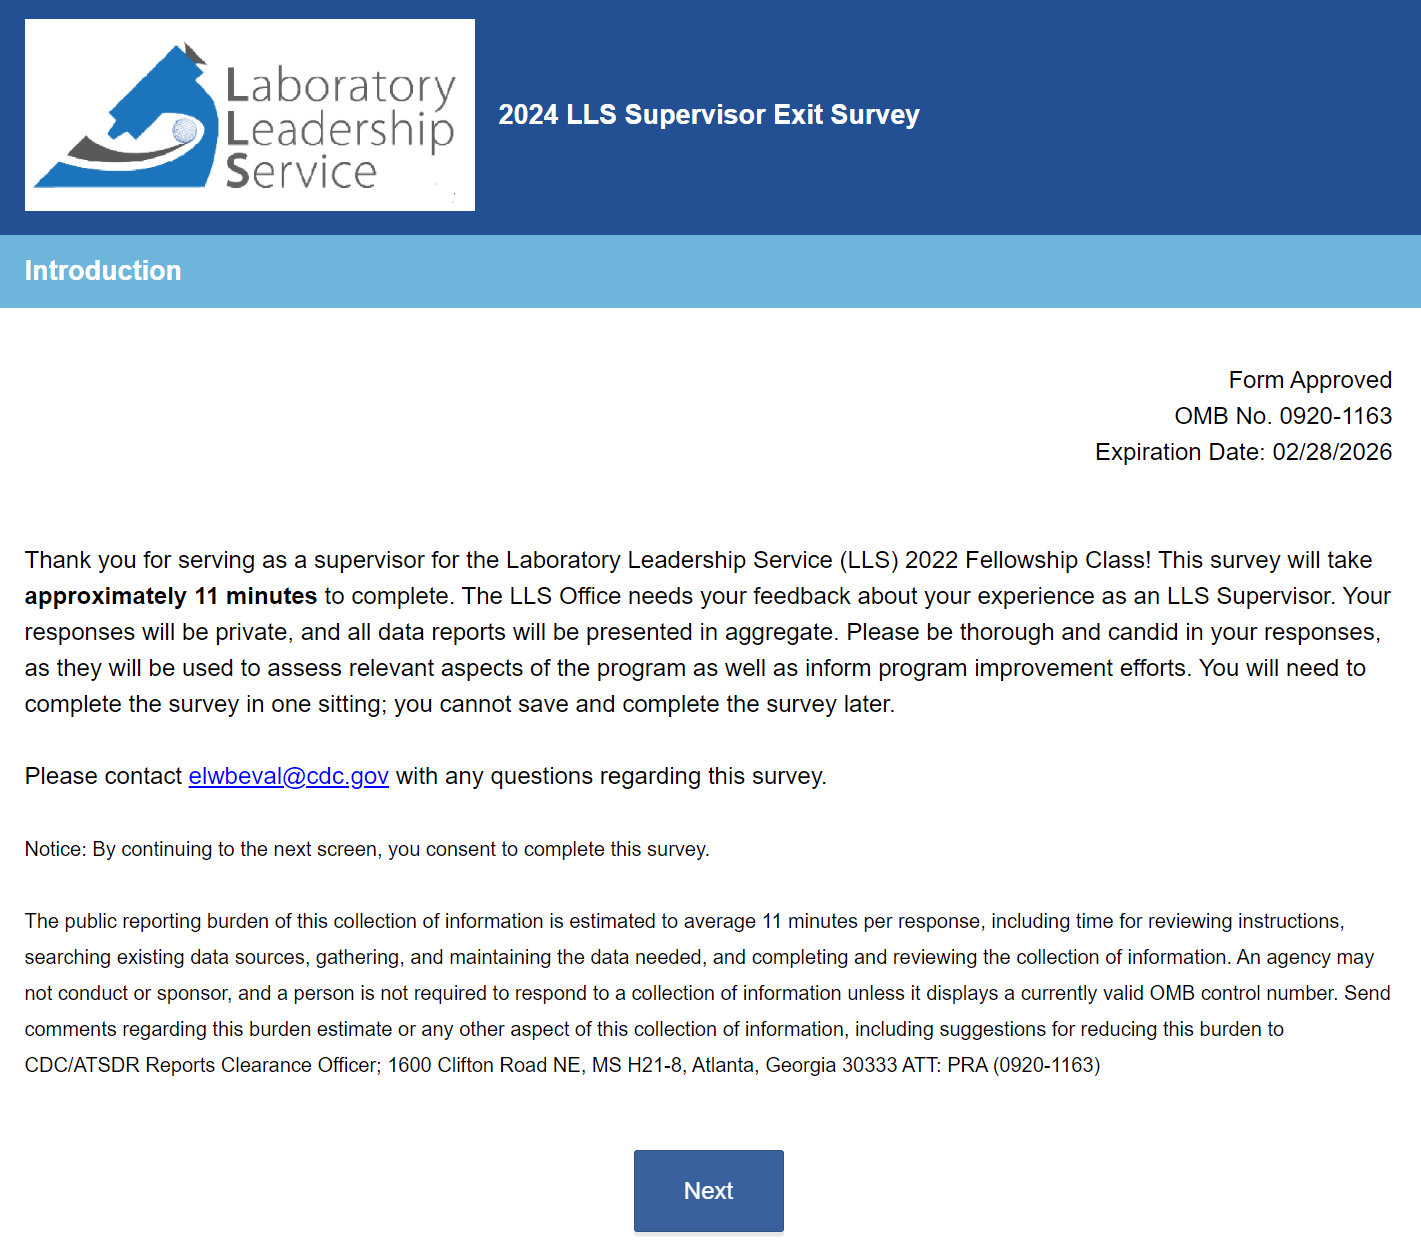 Laboratory
Leadership
Service
2024 LLS Supervisor Exit Survey
Introduction
Form Approved
OMB No. 0920-1163
Expiration Date: 02/28/2026
Thank you for serving as a supervisor for the Laboratory Leadership Service (LLS) 2022 Fellowship Class! This survey will take
approximately 11 minutes to complete. The LLS Office needs your feedback about your experience as an LLS Supervisor. Your
responses will be private, and all data reports will be presented in aggregate. Please be thorough and candid in your responses,
as they will be used to assess relevant aspects of the program as well as inform program improvement efforts. You will need to
complete the survey in one sitting; you cannot save and complete the survey later.
Please contact elwbeval@cdc.gov with any questions regarding this survey.
Notice: By continuing to the next screen, you consent to complete this survey.
The public reporting burden of this collection of information is estimated to average 11 minutes per response, including time for reviewing instructions,
searching existing data sources, gathering, and maintaining the data needed, and completing and reviewing the collection of information. An agency may
not conduct or sponsor, and a person is not required to respond to a collection of information unless it displays a currently valid OMB control number. Send
comments regarding this burden estimate or any other aspect of this collection of information, including suggestions for reducing this burden to
CDC/ATSDR Reports Clearance Officer; 1600 Clifton Road NE, MS H21-8, Atlanta, Georgia 30333 ATT: PRA (0920-1163)
Next